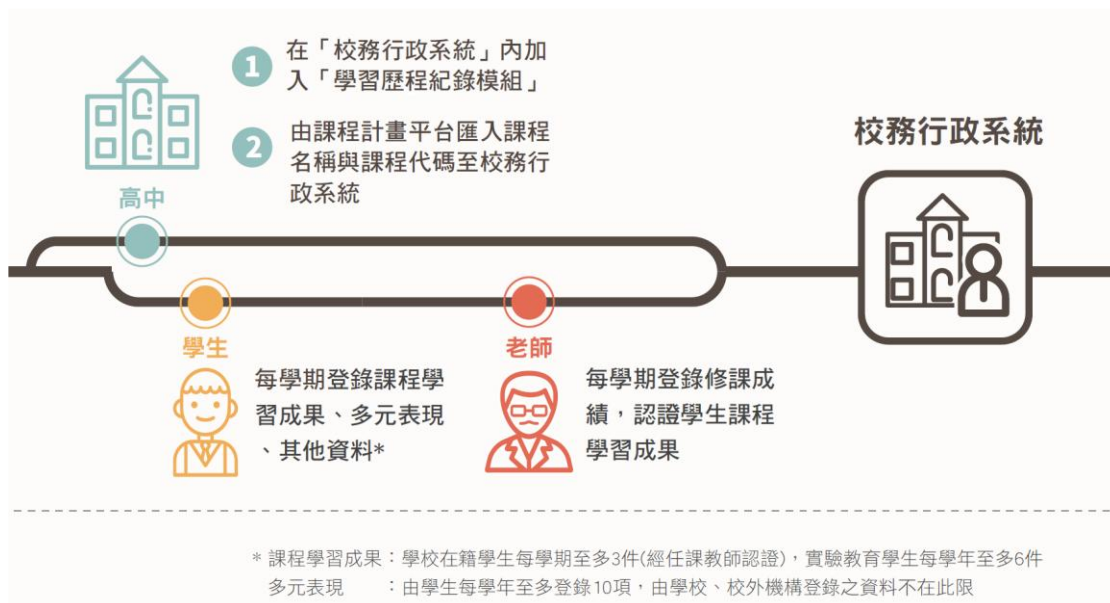 1 在「校務行政系統」內加
入「學習歷程紀錄模組」
2 由課程計畫平台匯入課程
名稱與課程代碼至校務行
政系統
高中
校務行政系統
學生
每學期登錄課程學
習成果、多元表現
、其他資料*
老師
每學期登錄修課成
績，認證學生課程
學習成果
* 課程學習成果：學校在籍學生每學期至多3件(經任課教師認證)，實驗教育學生每學年至多6件
多元表現　　：由學生每學年至多登錄10項，由學校、校外機構登錄之資料不在此限